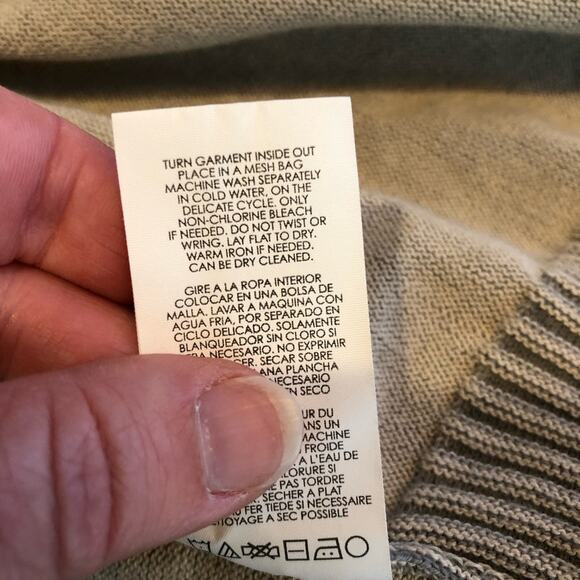 TURN GARMENT INSIDE OUT
PLACE IN A MESH BAG
MACHINE WASH SEPARATELY
IN COLD WATER, ON THE
DELICATE CYCLE. ONLY
NON-CHLORINE BLEACH
IF NEEDED. DO NOT TWIST OR
WRING. LAY FLAT TO DRY.
WARM IRON IF NEEDED.
CAN BE DRY CLEANED.
GIRE A LA ROPA INTERIOR
COLOCAR EN UNA BOLSA DE
MALLA. LAVAR A MAQUINA CON
AGUA FRIA, POR SEPARADO EN
CICLO DELICADO. SOLAMENTE
BLANQUEADOR SIN CLORO SI
NECESARIO. NO EXPRIMIR
SECAR SOBRE
PLANCHA
NECESARIO
EN SECO
DU
UN
MACHINE
FROIDE
A L'EAU DE
SI
PAS TORDRE
SECHER A PLAT
FER TIEDE SI NECESSAIRE
A SEC POSSIBLE